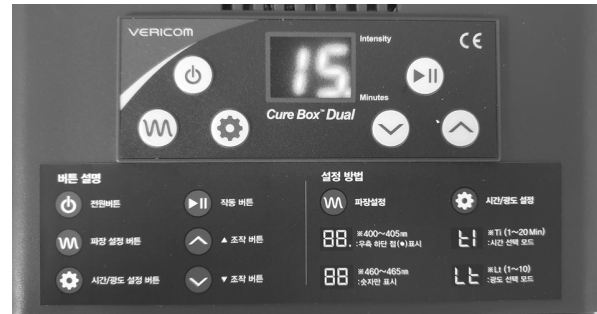 VERICOM
Intensity
CE
15.
Minutes
Cure Box™ Dual
버튼 설명
전원버튼
작동 버튼
파장 설정 버튼
▲ 조작 버튼
시간/광도 설정 버튼
▼ 조작 버튼
설정 방법
파장설정
시간/광도 설정
88.
※400~405nm
:우측 하단 점(●)표시
tI
※Ti (1~20Min)
:시간 선택 모드
88
※460~465nm
:숫자만 표시
Lt
※Lt (1~10)
:광도 선택 모드